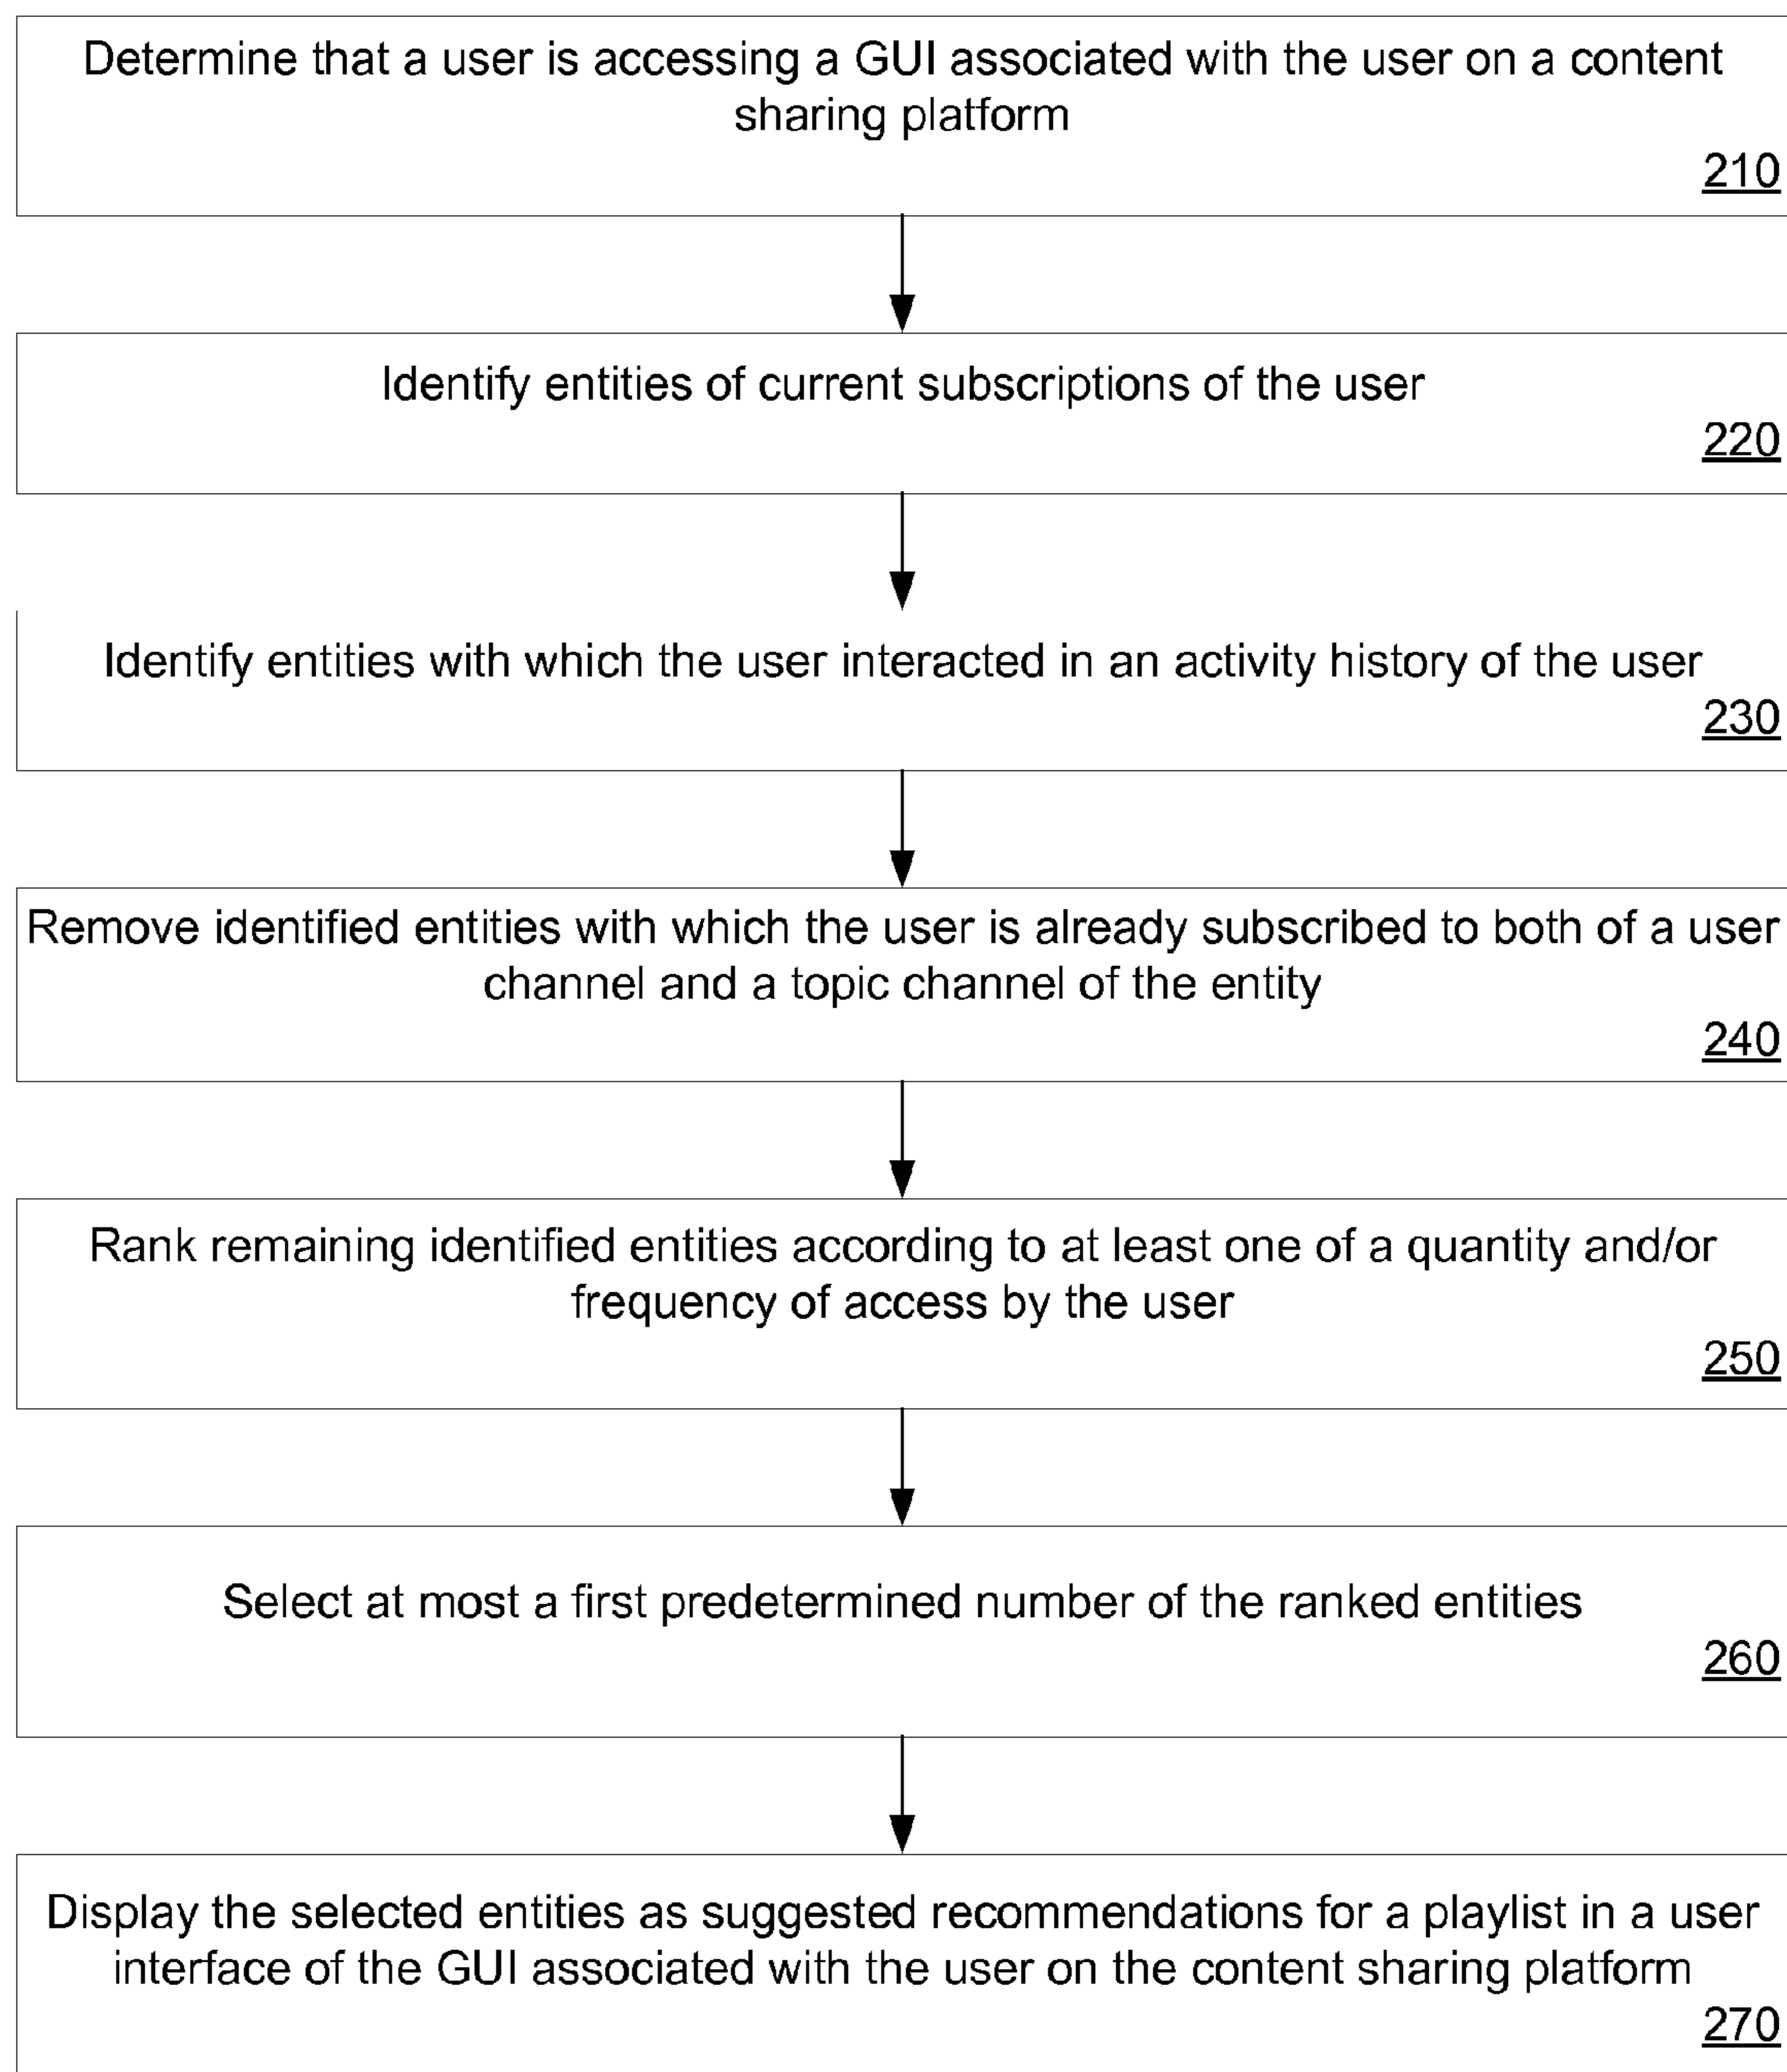 Determine that a user is accessing a GUI associated with the user on a content
sharing platform
210
Identify entities of current subscriptions of the user
220
Identify entities with which the user interacted in an activity history of the user
230
Remove identified entities with which the user is already subscribed to both of a user
channel and a topic channel of the entity
240
Rank remaining identified entities according to at least one of a quantity and/or
frequency of access by the user
250
Select at most a first predetermined number of the ranked entities
260
Display the selected entities as suggested recommendations for a playlist in a user
interface of the GUI associated with the user on the content sharing platform
270